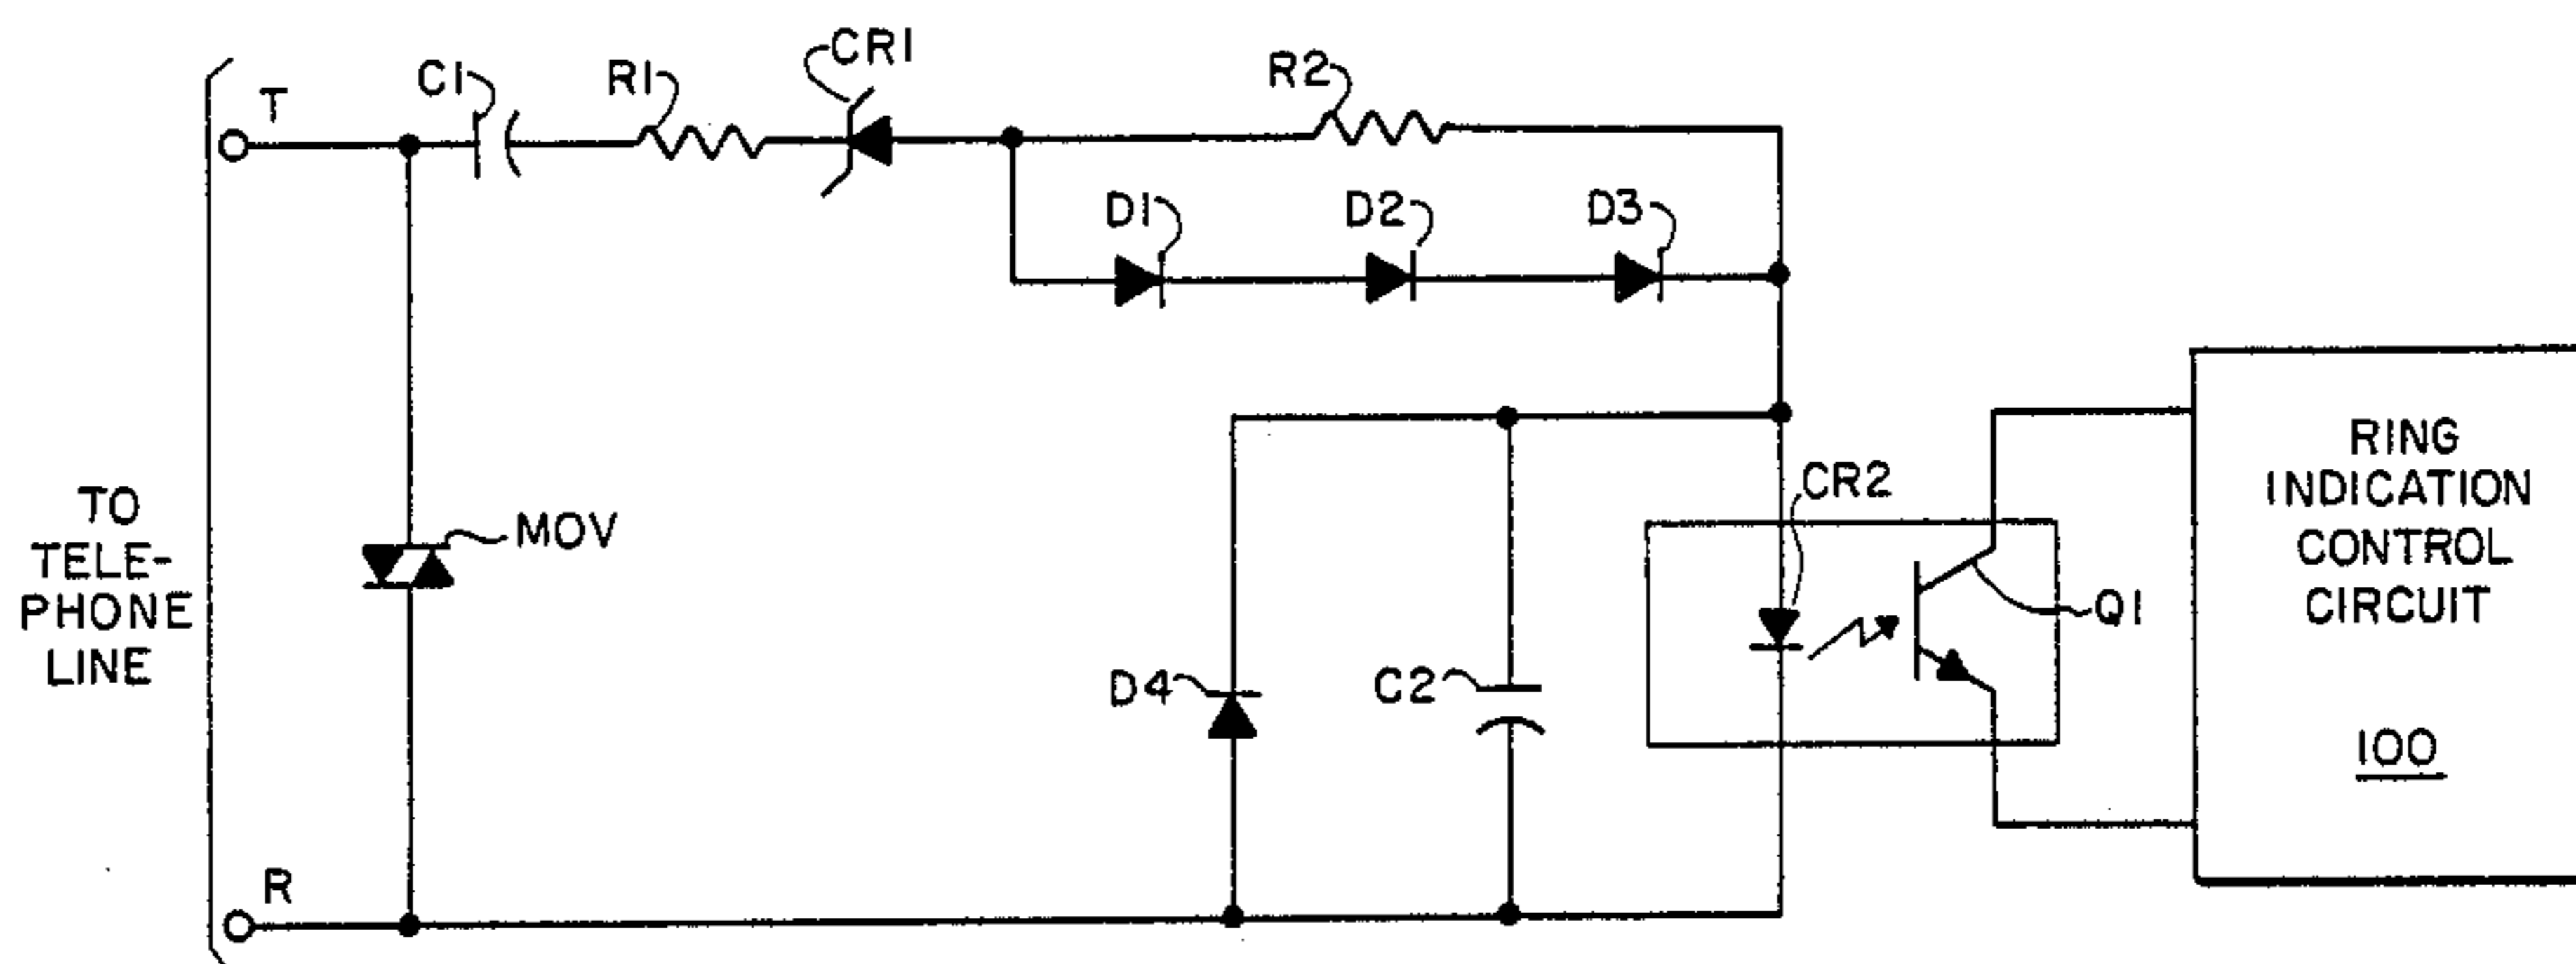 CR1
C1
R1
R2
T
D1
D2
D3
RING
INDICATION
CONTROL
CIRCUIT
100
CR2
TO
TELE-
PHONE
LINE
MOV
Q1
D4
C2
R